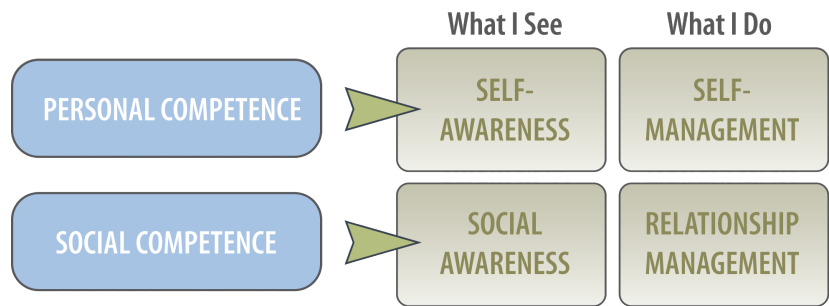 What I See
What I Do
PERSONAL COMPETENCE
SELF-
AWARENESS
SELF-
MANAGEMENT
SOCIAL COMPETENCE
SOCIAL
AWARENESS
RELATIONSHIP
MANAGEMENT